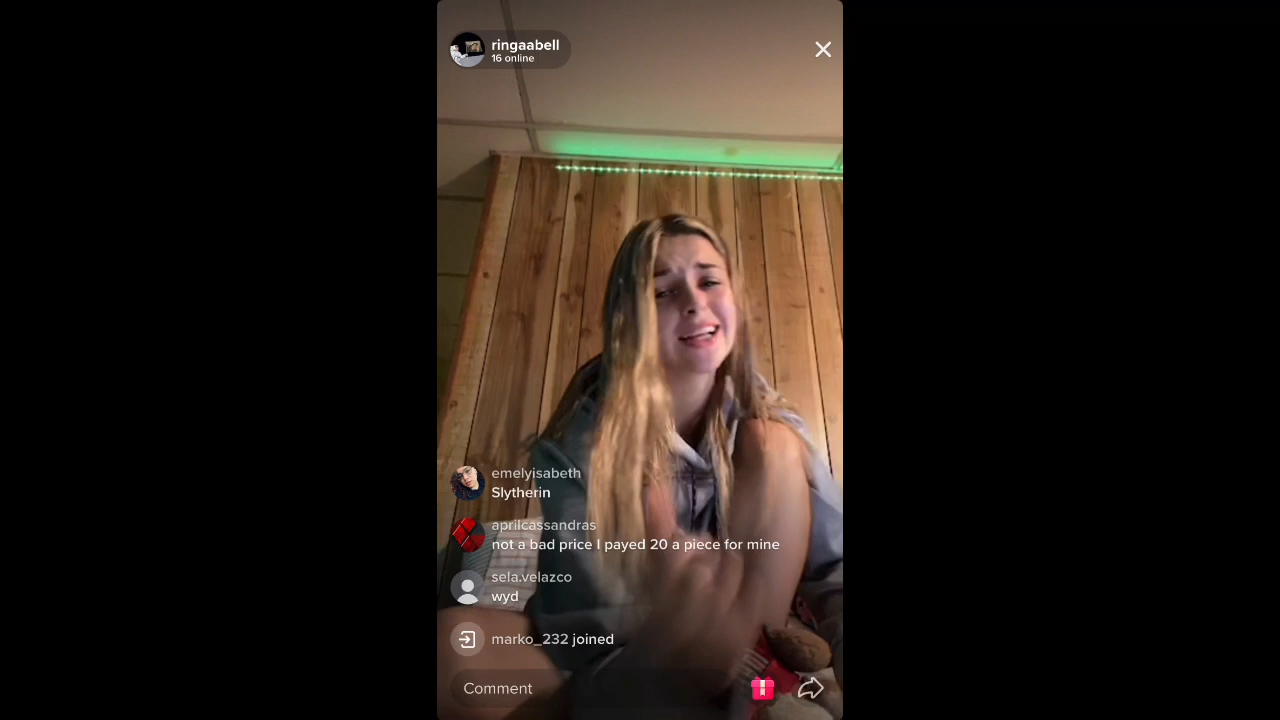 ringaabell
16 online
emelyisabeth
Slytherin
aprilcassandras
not a bad price I payed 20 a piece for mine
sela.velazco
wyd
marko_232 joined
Comment